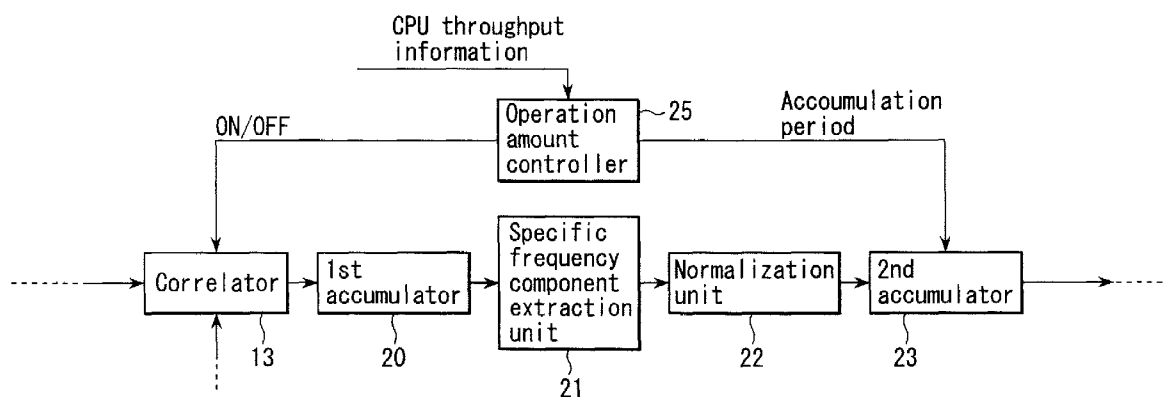 CPU throughput
information
Operation
amount
controller
25
Accoumulation
period
ON/OFF
Correlator
13
1st
accumulator
20
Specific
frequency
component
extraction
unit
21
Normalization
unit
22
2nd
accumulator
23